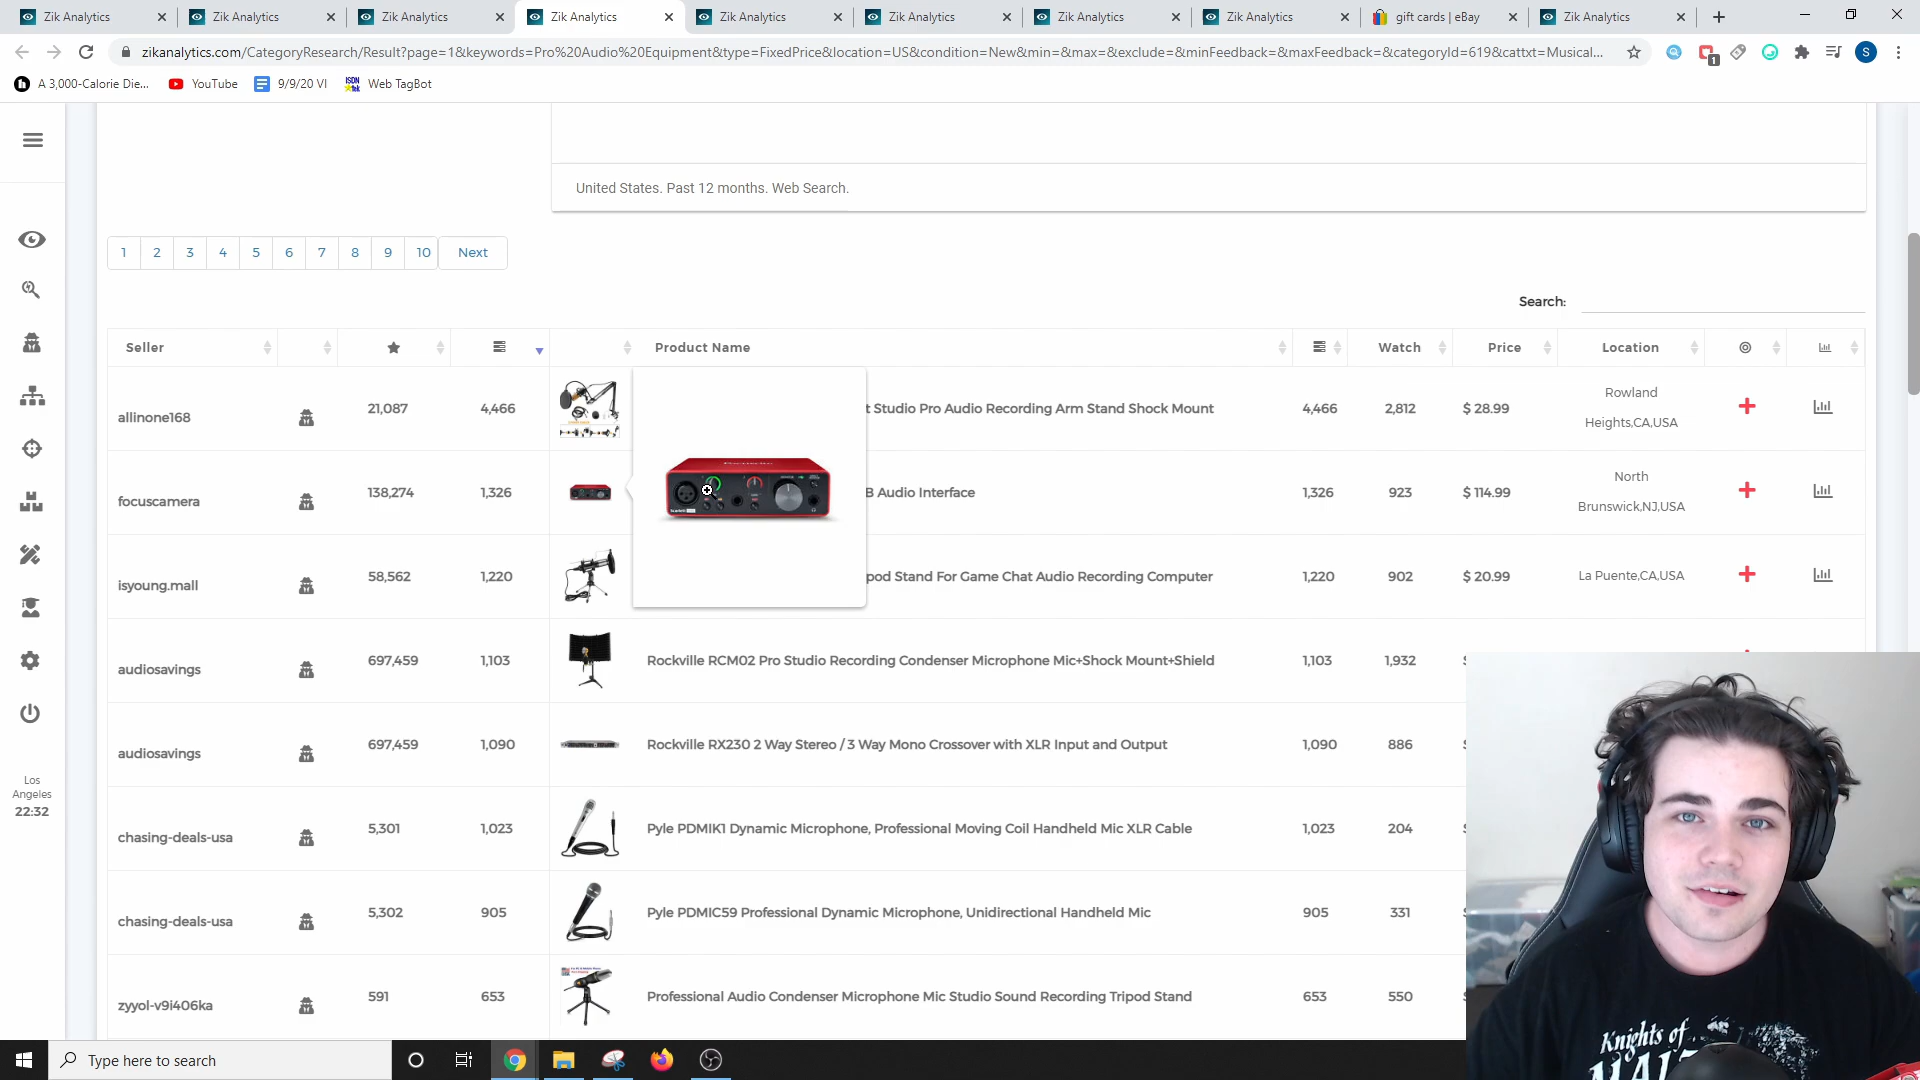 Zik Analytics
Zik Analytics
Zik Analytics
Zik Analytics
Zik Analytics
Zik Analytics
Zik Analytics
Zik Analytics
gift cards | eBay
Zik Analytics
zikanalytics.com/CategoryResearch/Result?page=1&keywords=Pro%20Audio%20Equipment&type=FixedPrice&location=US&condition=New&min=&max=&exclude=&minFeedback=&maxFeedback=&categoryId=619&cattxt=Musical...
1
S
A 3,000-Calorie Die...
YouTube
9/9/20 VI
Web TagBot
United States. Past 12 months. Web Search.
1 2 3 4 5 6 7 8 9 10 Next
Search:
Seller Product Name Watch Price Location
allinone168 21,087 4,466 t Studio Pro Audio Recording Arm Stand Shock Mount 4,466 2,812 $ 28.99 Rowland Heights,CA,USA
focuscamera 138,274 1,326 B Audio Interface 1,326 923 $ 114.99 North Brunswick,NJ,USA
isyoung.mall 58,562 1,220 pod Stand For Game Chat Audio Recording Computer 1,220 902 $ 20.99 La Puente,CA,USA
audiosavings 697,459 1,103 Rockville RCM02 Pro Studio Recording Condenser Microphone Mic+Shock Mount+Shield 1,103 1,932
audiosavings 697,459 1,090 Rockville RX230 2 Way Stereo / 3 Way Mono Crossover with XLR Input and Output 1,090 886
chasing-deals-usa 5,301 1,023 Pyle PDMIK1 Dynamic Microphone, Professional Moving Coil Handheld Mic XLR Cable 1,023 204
chasing-deals-usa 5,302 905 Pyle PDMIC59 Professional Dynamic Microphone, Unidirectional Handheld Mic 905 331
zyyol-v9i406ka 591 653 Professional Audio Condenser Microphone Mic Studio Sound Recording Tripod Stand 653 550
Los
Angeles
22:32
Knights of
Type here to search